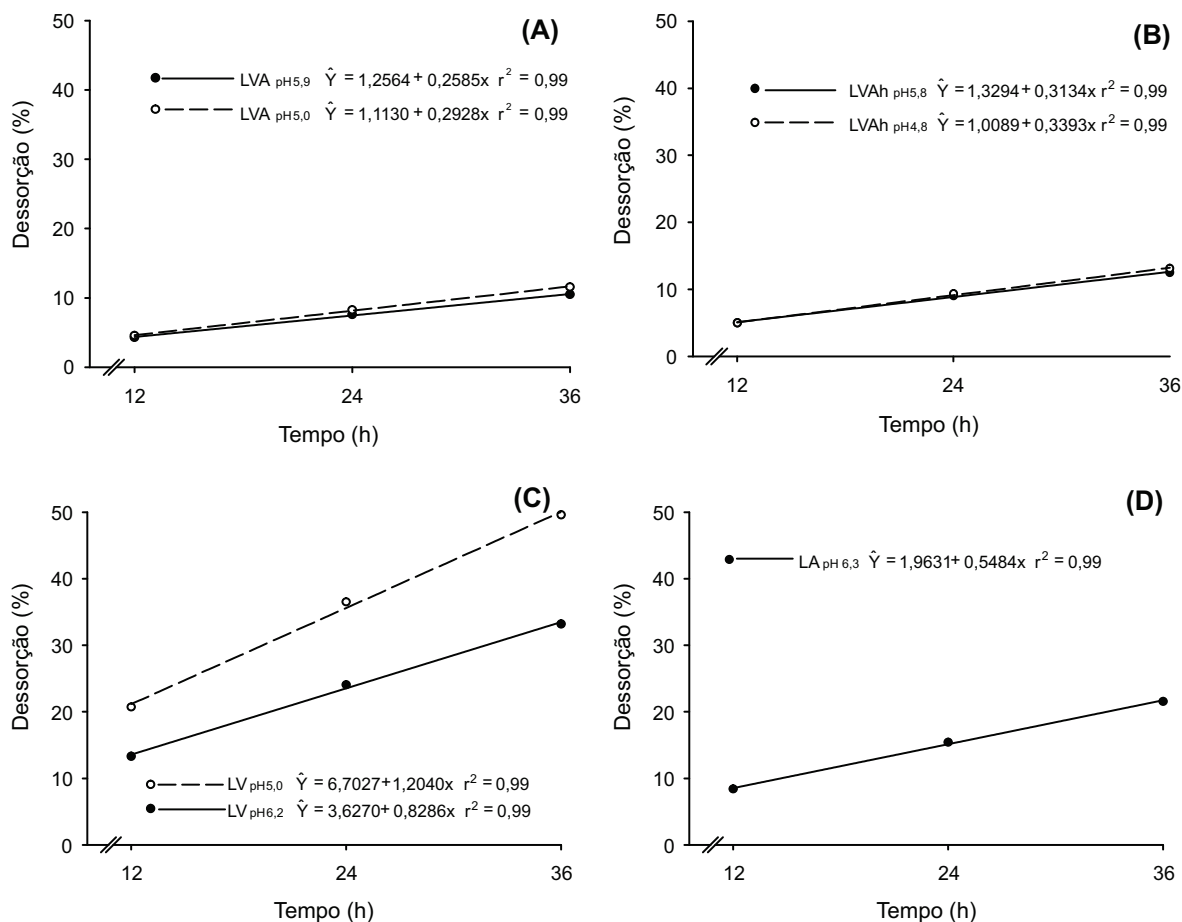 (A)
50
40
30
20
10
0
Dessorção (%)
LVA pH5,9 Ŷ = 1,2564 + 0,2585x r² = 0,99
LVA pH5,0 Ŷ = 1,1130 + 0,2928x r² = 0,99
12 24 36
Tempo (h)
(B)
50
40
30
20
10
0
Dessorção (%)
LVAh pH5,8 Ŷ = 1,3294 + 0,3134x r² = 0,99
LVAh pH4,8 Ŷ = 1,0089 + 0,3393x r² = 0,99
12 24 36
Tempo (h)
(C)
50
40
30
20
10
0
Dessorção (%)
LV pH5,0 Ŷ = 6,7027+ 1,2040x r² = 0,99
LV pH6,2 Ŷ = 3,6270 + 0,8286x r² = 0,99
12 24 36
Tempo (h)
(D)
50
40
30
20
10
0
Dessorção (%)
LA pH 6,3 Ŷ = 1,9631+ 0,5484x r² = 0,99
12 24 36
Tempo (h)